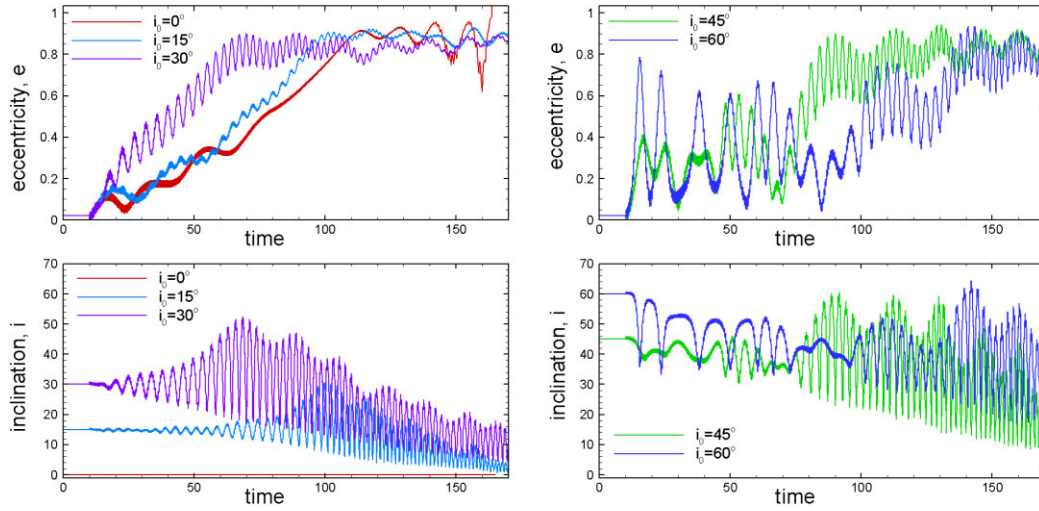 eccentricity, e
1
0.8
0.6
0.4
0.2
0
i₀=0°
i₀=15°
i₀=30°
0 50 100 150
time
eccentricity, e
1
0.8
0.6
0.4
0.2
0
i₀=45°
i₀=60°
0 50 100 150
time
inclination, i
70
60
50
40
30
20
10
0
i₀=0°
i₀=15°
i₀=30°
0 50 100 150
time
inclination, i
70
60
50
40
30
20
10
0
i₀=45°
i₀=60°
0 50 100 150
time